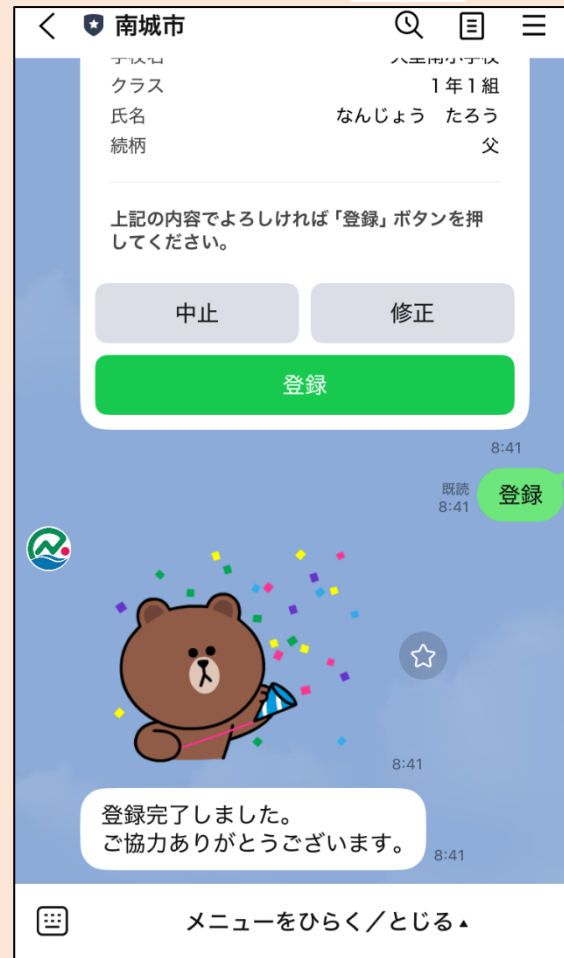 南城市
クラス 1年1組
氏名 なんじょう たろう
続柄 父
上記の内容でよろしければ「登録」ボタンを押
してください。
中止 修正
登録
8:41
既読
8:41 登録
8:41
登録完了しました。
ご協力ありがとうございます。 8:41
メニューをひらく/とじる▲